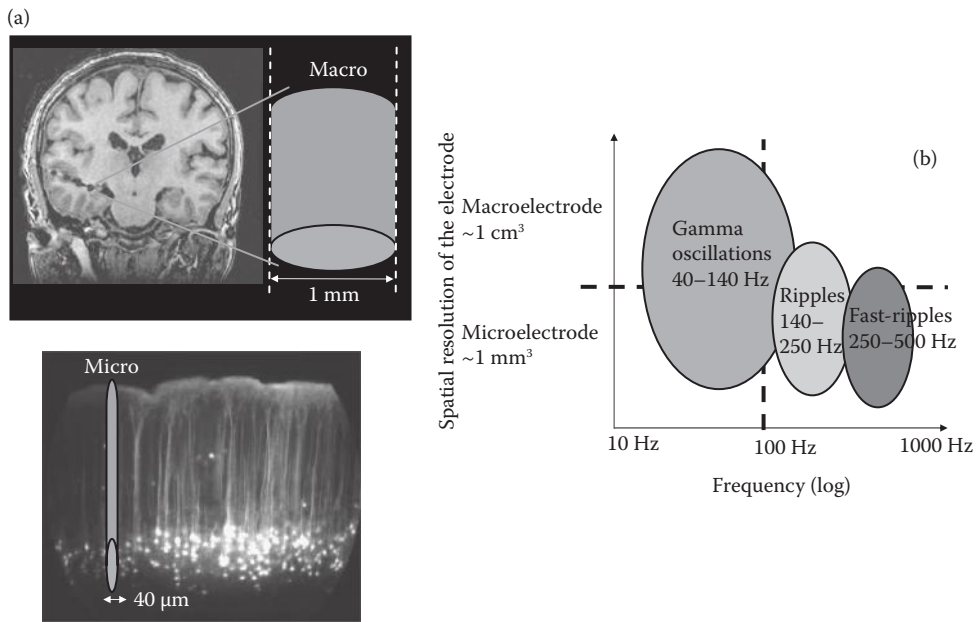 (a)
Macro
1 mm
Micro
40 µm
(b)
Spatial resolution of the electrode
Macroelectrode
~1 cm³
Microelectrode
~1 mm³
Gamma
oscillations
40–140 Hz
Ripples
140–
250 Hz
Fast-ripples
250–500 Hz
10 Hz
100 Hz
1000 Hz
Frequency (log)